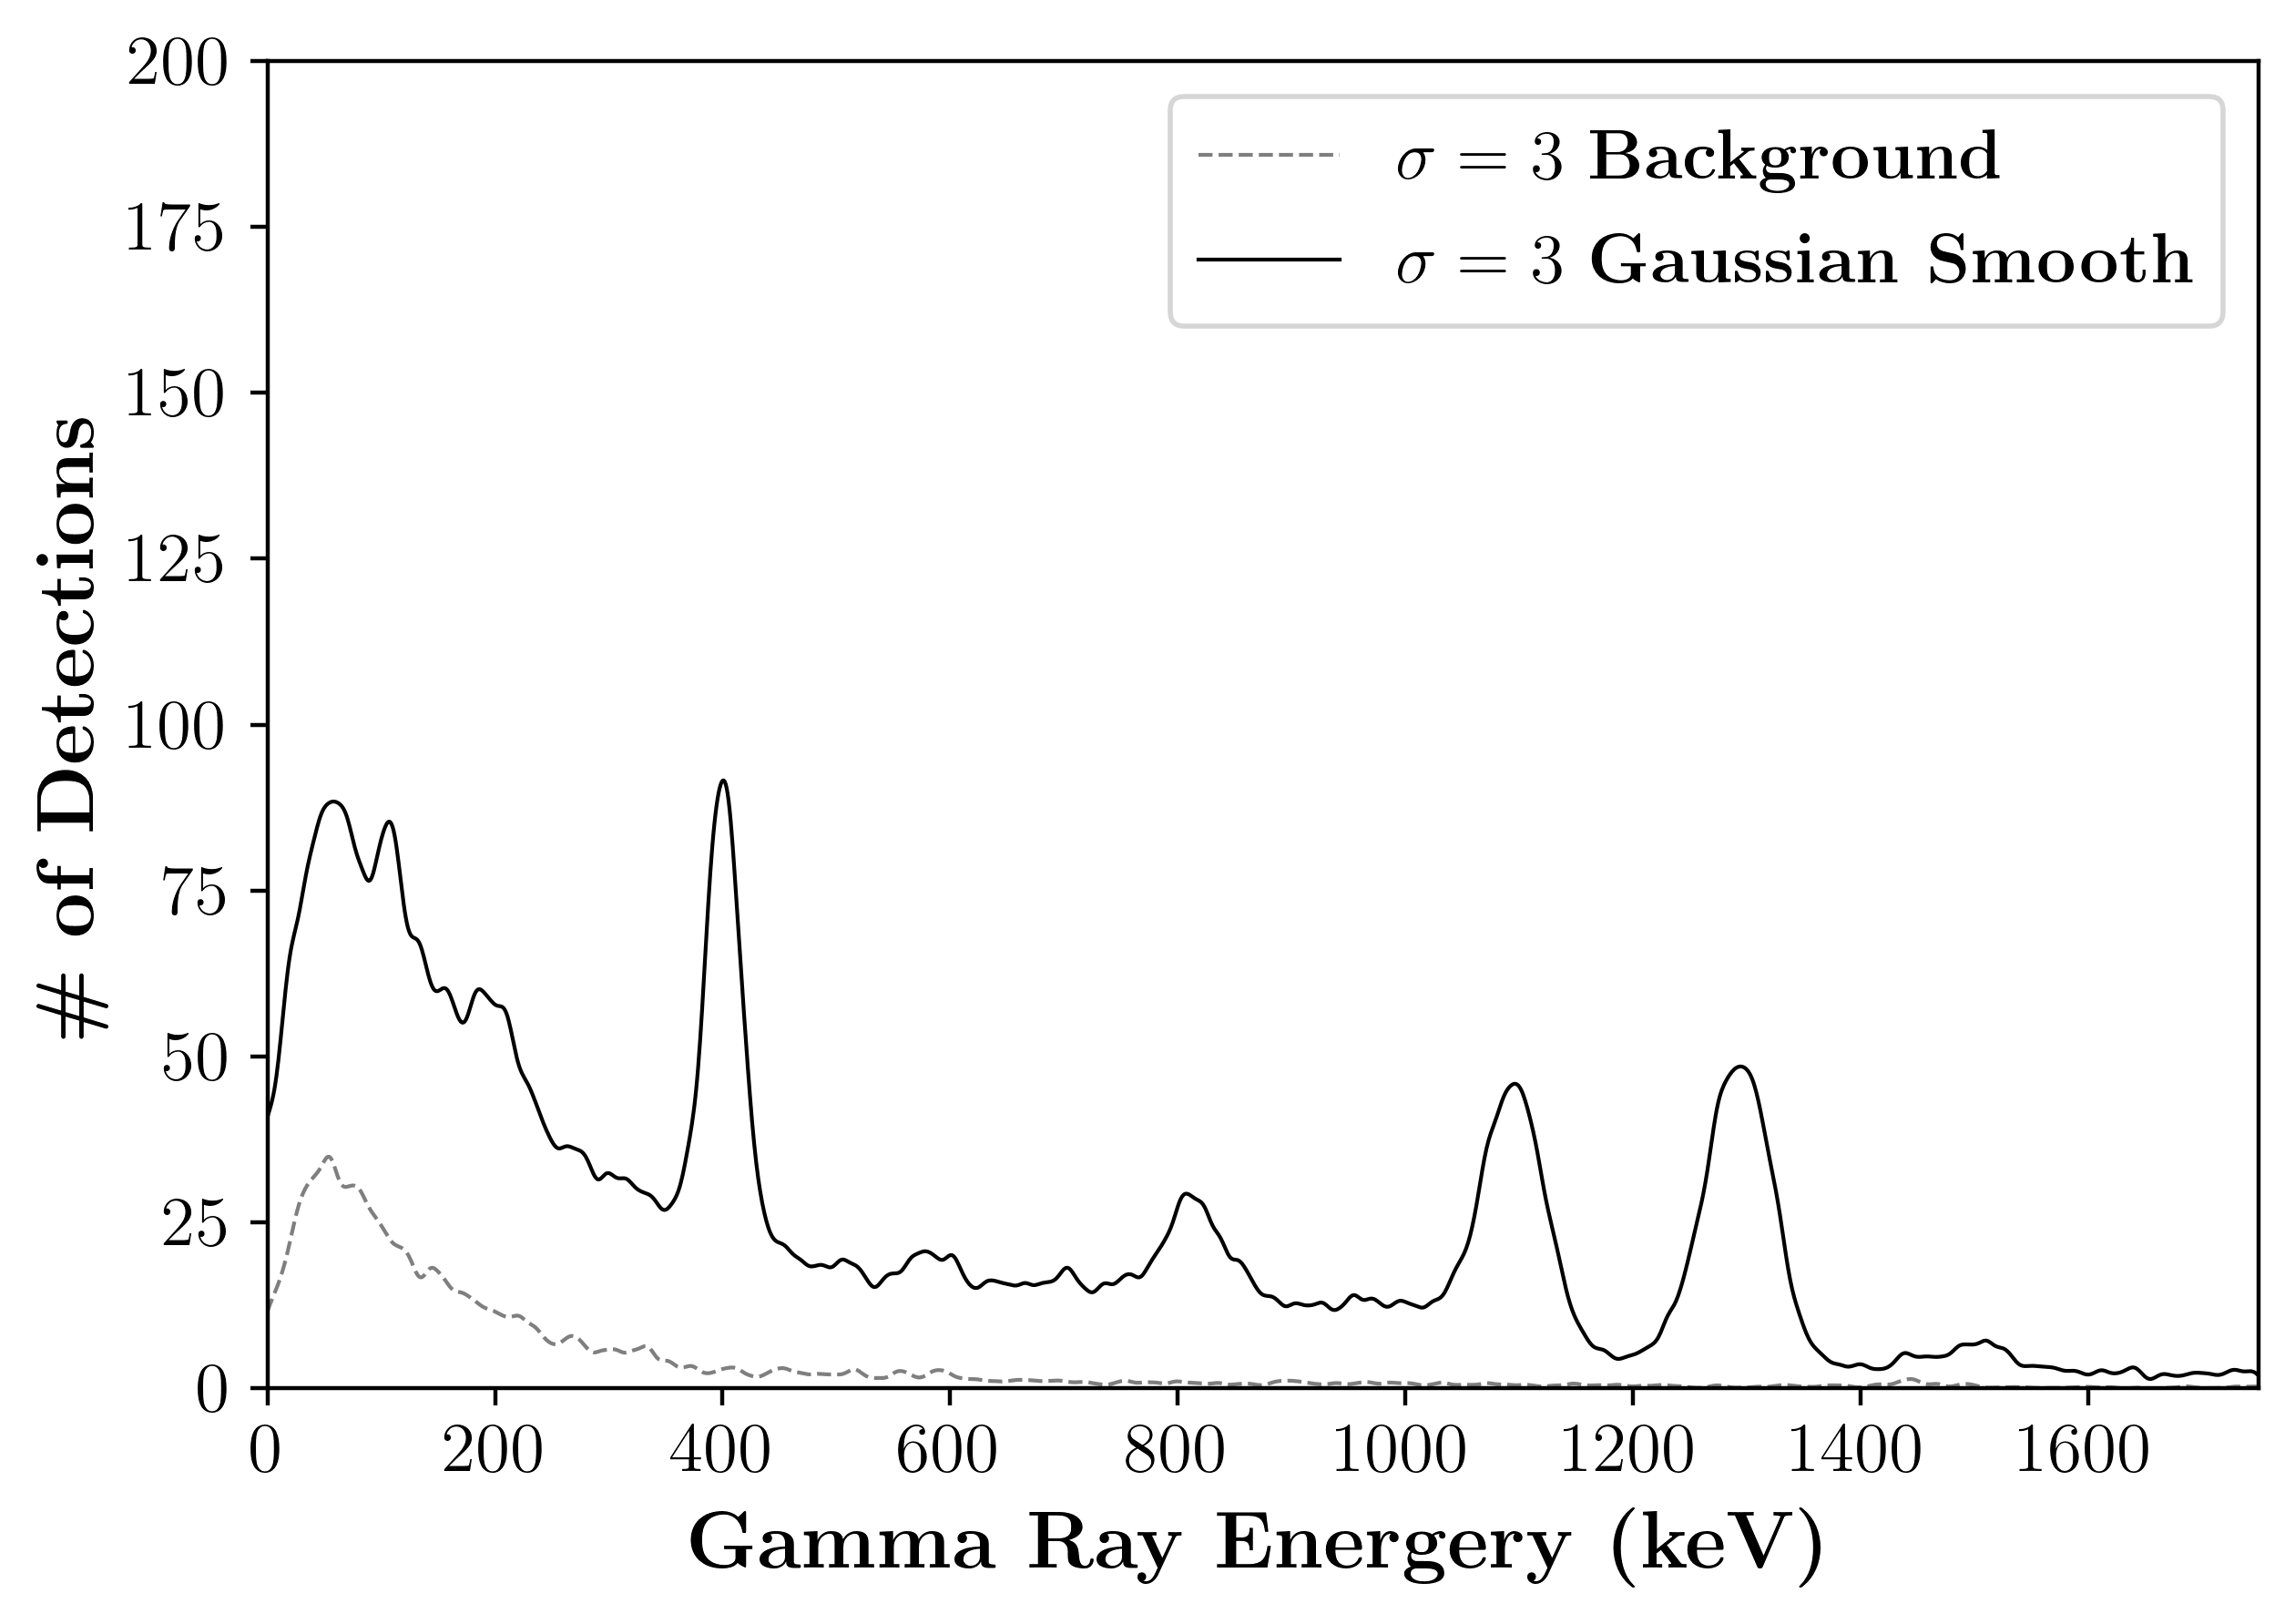 200
175
150
125
100
75
50
25
0
# of Detections
σ = 3 Background
σ = 3 Gaussian Smooth
0 200 400 600 800 1000 1200 1400 1600
Gamma Ray Energery (keV)